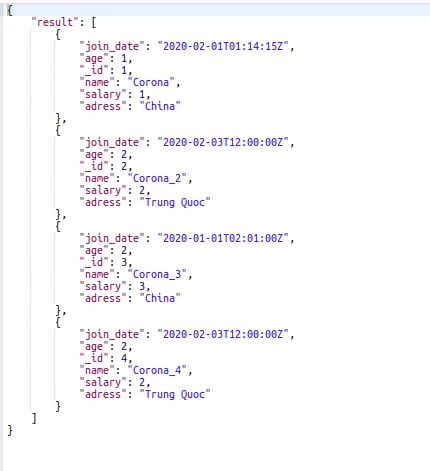 {
    "result": [
        {
            "join_date": "2020-02-01T01:14:15Z",
            "age": 1,
            "_id": 1,
            "name": "Corona",
            "salary": 1,
            "adress": "China"
        },
        {
            "join_date": "2020-02-03T12:00:00Z",
            "age": 2,
            "_id": 2,
            "name": "Corona_2",
            "salary": 2,
            "adress": "Trung Quoc"
        },
        {
            "join_date": "2020-01-01T02:01:00Z",
            "age": 2,
            "_id": 3,
            "name": "Corona_3",
            "salary": 3,
            "adress": "China"
        },
        {
            "join_date": "2020-02-03T12:00:00Z",
            "age": 2,
            "_id": 4,
            "name": "Corona_4",
            "salary": 2,
            "adress": "Trung Quoc"
        }
    ]
}